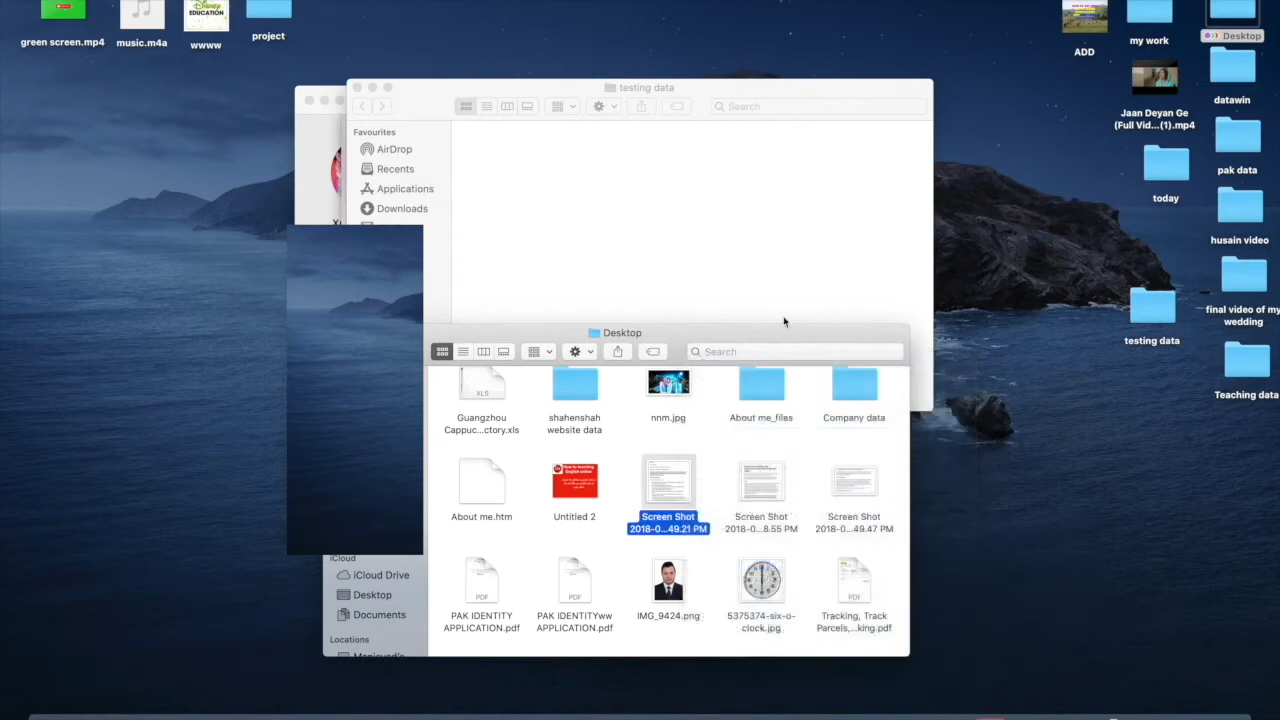 green screen.mp4
music.m4a
wwww
project
ADD
my work
Desktop
Jaan Deyan Ge
(Full Vid...(1).mp4
datawin
today
pak data
husain video
testing data
final video of my
wedding
Teaching data
testing data
Search
Favourites
AirDrop
Recents
Applications
Downloads
Desktop
Search
XLS
Guangzhou
Cappuc...ctory.xls
shahenshah
website data
nnm.jpg
About me_files
Company data
About me.htm
Untitled 2
Screen Shot
2018-0...49.21 PM
Screen Shot
2018-0...8.55 PM
Screen Shot
2018-0...49.47 PM
PDF
PAK IDENTITY
APPLICATION.pdf
PDF
PAK IDENTITYww
APPLICATION.pdf
IMG_9424.png
5375374-six-o-
clock.jpg
PDF
Tracking, Track
Parcels,...king.pdf
iCloud
iCloud Drive
Desktop
Documents
Locations